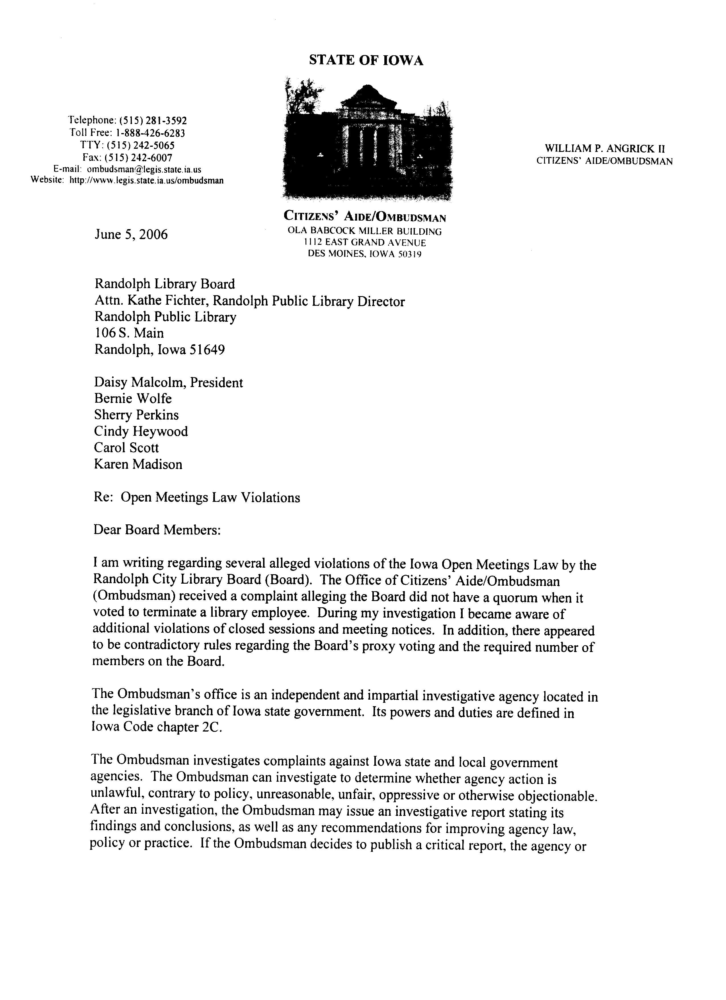 STATE OF IOWA
Telephone: (515) 281-3592
Toll Free: 1-888-426-6283
TTY: (515) 242-5065
Fax: (515) 242-6007
E-mail: ombudsman@legis.state.ia.us
Website: http://www.legis.state.ia.us/ombudsman
WILLIAM P. ANGRICK II
CITIZENS' AIDE/OMBUDSMAN
CITIZENS' AIDE/OMBUDSMAN
OLA BABCOCK MILLER BUILDING
1112 EAST GRAND AVENUE
DES MOINES, IOWA 50319
June 5, 2006
Randolph Library Board
Attn. Kathe Fichter, Randolph Public Library Director
Randolph Public Library
106 S. Main
Randolph, Iowa 51649
Daisy Malcolm, President
Bernie Wolfe
Sherry Perkins
Cindy Heywood
Carol Scott
Karen Madison
Re: Open Meetings Law Violations
Dear Board Members:
I am writing regarding several alleged violations of the Iowa Open Meetings Law by the
Randolph City Library Board (Board). The Office of Citizens' Aide/Ombudsman
(Ombudsman) received a complaint alleging the Board did not have a quorum when it
voted to terminate a library employee. During my investigation I became aware of
additional violations of closed sessions and meeting notices. In addition, there appeared
to be contradictory rules regarding the Board's proxy voting and the required number of
members on the Board.
The Ombudsman's office is an independent and impartial investigative agency located in
the legislative branch of Iowa state government. Its powers and duties are defined in
Iowa Code chapter 2C.
The Ombudsman investigates complaints against Iowa state and local government
agencies. The Ombudsman can investigate to determine whether agency action is
unlawful, contrary to policy, unreasonable, unfair, oppressive or otherwise objectionable.
After an investigation, the Ombudsman may issue an investigative report stating its
findings and conclusions, as well as any recommendations for improving agency law,
policy or practice. If the Ombudsman decides to publish a critical report, the agency or